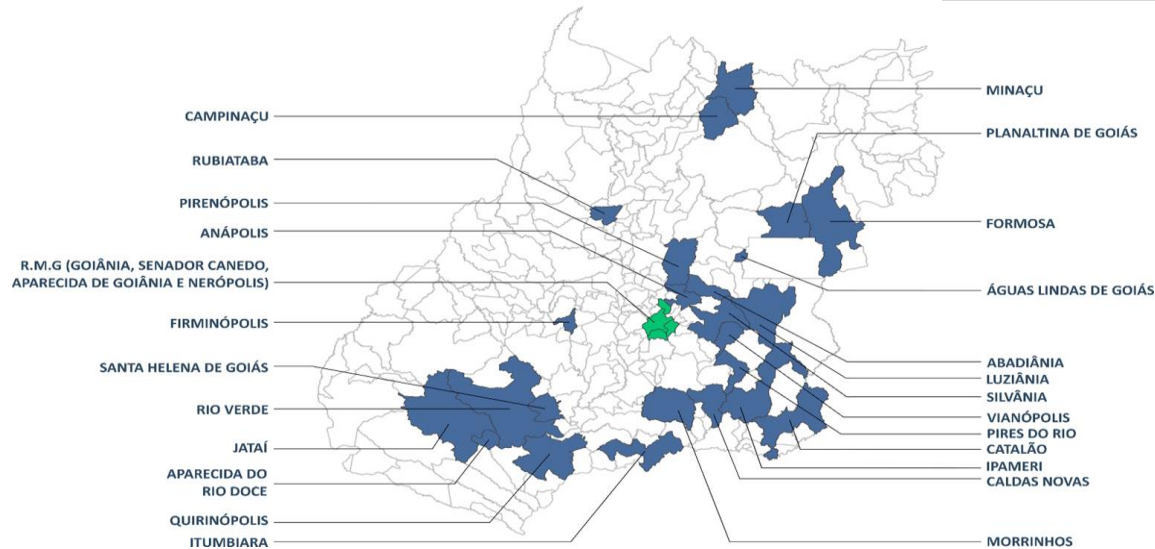 CAMPINAÇU
RUBIATABA
PIRENÓPOLIS
ANÁPOLIS
R.M.G (GOIÂNIA, SENADOR CANEDO,
APARECIDA DE GOIÂNIA E NERÓPOLIS)
FIRMINÓPOLIS
SANTA HELENA DE GOIÁS
RIO VERDE
JATAÍ
APARECIDA DO
RIO DOCE
QUIRINÓPOLIS
ITUMBIARA
MINAÇU
PLANALTINA DE GOIÁS
FORMOSA
ÁGUAS LINDAS DE GOIÁS
ABADIÂNIA
LUZIÂNIA
SILVÂNIA
VIANÓPOLIS
PIRES DO RIO
CATALÃO
IPAMERI
CALDAS NOVAS
MORRINHOS